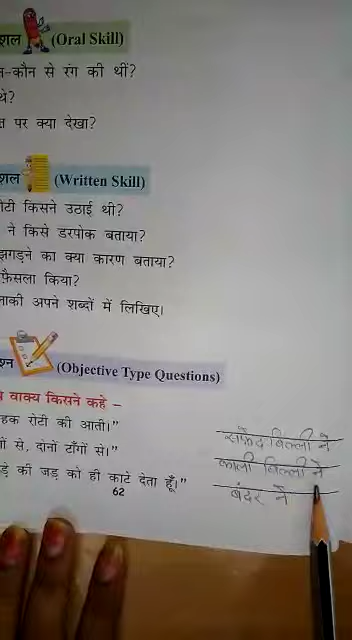 शल (Oral Skill)
न-कौन से रंग की थीं?
थे?
त पर क्या देखा?
शल (Written Skill)
ोटी किसने उठाई थी?
ने किसे डरपोक बताया?
झगड़ने का क्या कारण बताया?
फ़ैसला किया?
नाकी अपने शब्दों में लिखिए।
श्न (Objective Type Questions)
वाक्य किसने कहे –
हक रोटी की आती।”
ों से, दोनों टाँगों से।”
ड़े की जड़ को ही काटे देता हूँ।”
सफेद बिल्ली ने
काली बिल्ली ने
बंदर ने
62